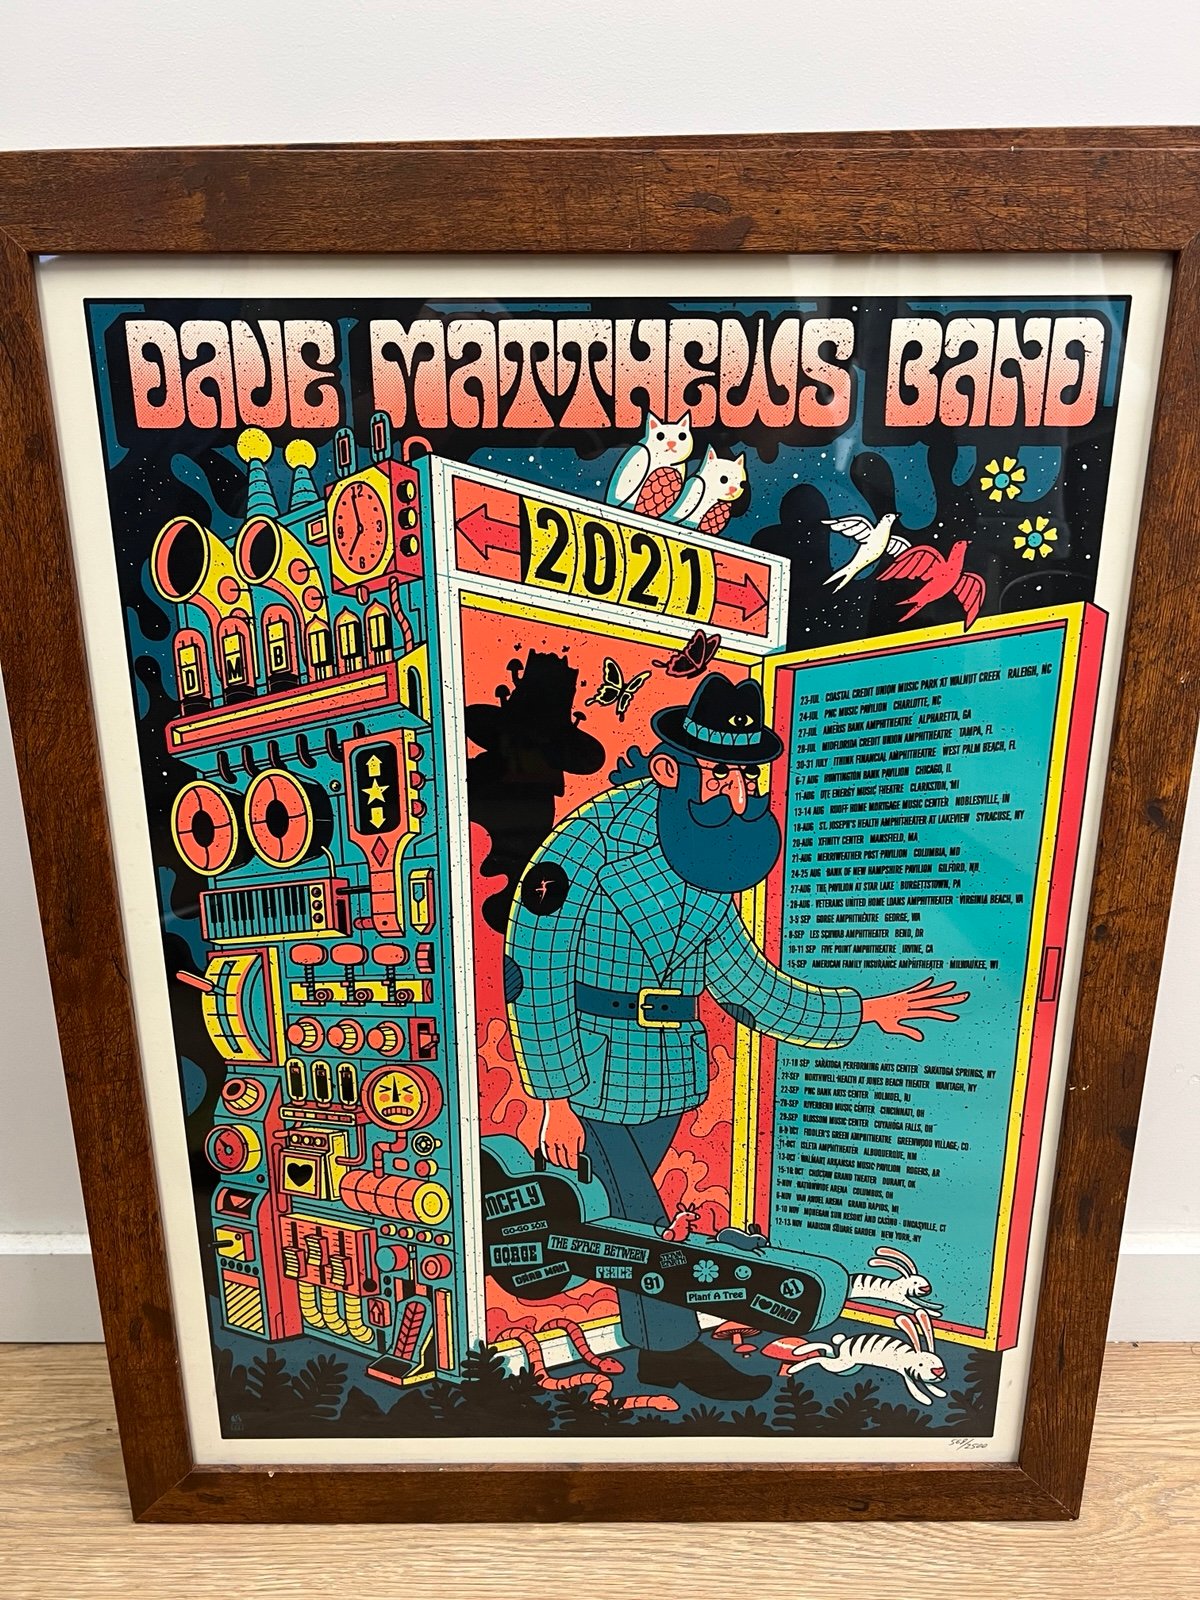 DAVE MATTHEWS BAND
2021
12
3
6
D M B
23-JUL · COASTAL CREDIT UNION MUSIC PARK AT WALNUT CREEK · RALEIGH, NC
24-JUL · PNC MUSIC PAVILION · CHARLOTTE, NC
27-JUL · AMERIS BANK AMPHITHEATRE · ALPHARETTA, GA
28-JUL · MIDFLORIDA CREDIT UNION AMPHITHEATRE · TAMPA, FL
30-31 JULY · ITHINK FINANCIAL AMPHITHEATRE · WEST PALM BEACH, FL
6-7 AUG · HUNTINGTON BANK PAVILION · CHICAGO, IL
11-AUG · DTE ENERGY MUSIC THEATRE · CLARKSTON, MI
13-14 AUG · RUOFF HOME MORTGAGE MUSIC CENTER · NOBLESVILLE, IN
18-AUG · ST. JOSEPH'S HEALTH AMPHITHEATER AT LAKEVIEW · SYRACUSE, NY
20-AUG · XFINITY CENTER · MANSFIELD, MA
21-AUG · MERRIWEATHER POST PAVILION · COLUMBIA, MD
24-25 AUG · BANK OF NEW HAMPSHIRE PAVILION · GILFORD, NH
27-AUG · THE PAVILION AT STAR LAKE · BURGETTSTOWN, PA
28-AUG · VETERANS UNITED HOME LOANS AMPHITHEATER · VIRGINIA BEACH, VA
3-5 SEP · GORGE AMPHITHEATRE · GEORGE, WA
8-SEP · LES SCHWAB AMPHITHEATER · BEND, OR
10-11 SEP · FIVE POINT AMPHITHEATRE · IRVINE, CA
15-SEP · AMERICAN FAMILY INSURANCE AMPHITHEATER · MILWAUKEE, WI
17-18 SEP · SARATOGA PERFORMING ARTS CENTER · SARATOGA SPRINGS, NY
21-SEP · NORTHWELL HEALTH AT JONES BEACH THEATER · WANTAGH, NY
22-SEP · PNC BANK ARTS CENTER · HOLMDEL, NJ
28-SEP · RIVERBEND MUSIC CENTER · CINCINNATI, OH
29-SEP · BLOSSOM MUSIC CENTER · CUYAHOGA FALLS, OH
8-9 OCT · FIDDLER'S GREEN AMPHITHEATRE · GREENWOOD VILLAGE, CO
11-OCT · ISLETA AMPHITHEATER · ALBUQUERQUE, NM
13-OCT · WALMART ARKANSAS MUSIC PAVILION · ROGERS, AR
15-16 OCT · CHOCTAW GRAND THEATER · DURANT, OK
5-NOV · NATIONWIDE ARENA · COLUMBUS, OH
6-NOV · VAN ANDEL ARENA · GRAND RAPIDS, MI
9-10 NOV · MOHEGAN SUN RESORT AND CASINO · UNCASVILLE, CT
12-13 NOV · MADISON SQUARE GARDEN · NEW YORK, NY
MCFLY
GO-GO SOX
GORGE
DEAD MAN
THE SPACE BETWEEN
PEACE
91
Plant A Tree
41
I ♥ DMB
568/2500